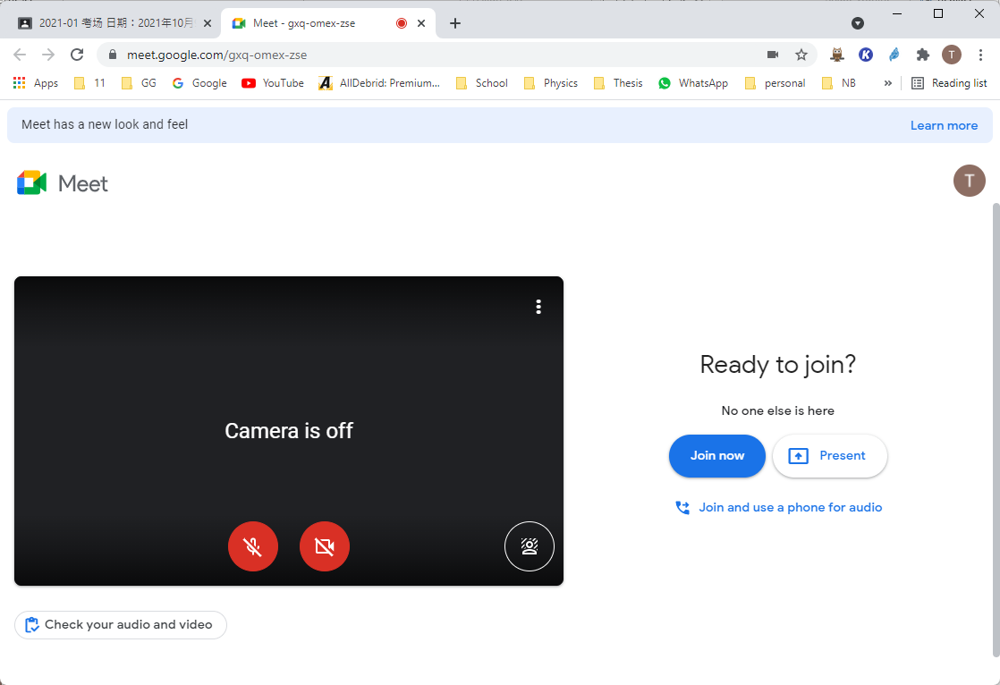 2021-01 考场 日期：2021年10月
Meet - gxq-omex-zse
meet.google.com/gxq-omex-zse
T
Apps 11 GG Google YouTube AllDebrid: Premium... School Physics Thesis WhatsApp personal NB » Reading list
Meet has a new look and feel
Learn more
Meet
T
Camera is off
Ready to join?
No one else is here
Join now
Present
Join and use a phone for audio
Check your audio and video